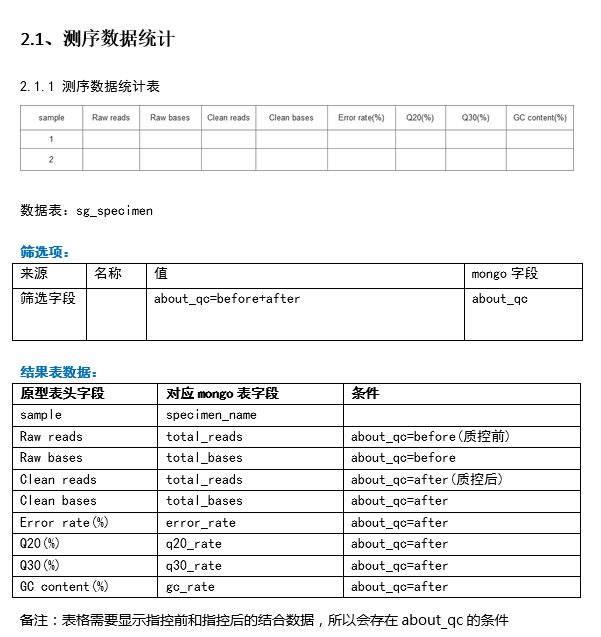 2.1、测序数据统计
2.1.1 测序数据统计表
sample Raw reads Raw bases Clean reads Clean bases Error rate(%) Q20(%) Q30(%) GC content(%)
1
2
数据表: sg_specimen
筛选项:
来源 名称 值 mongo 字段
筛选字段 about_qc=before+after about_qc
结果表数据:
原型表头字段 对应 mongo 表字段 条件
sample specimen_name
Raw reads total_reads about_qc=before(质控前)
Raw bases total_bases about_qc=before
Clean reads total_reads about_qc=after(质控后)
Clean bases total_bases about_qc=after
Error rate(%) error_rate about_qc=after
Q20(%) q20_rate about_qc=after
Q30(%) q30_rate about_qc=after
GC content(%) gc_rate about_qc=after
备注：表格需要显示指控前和指控后的结合数据，所以会存在 about_qc 的条件